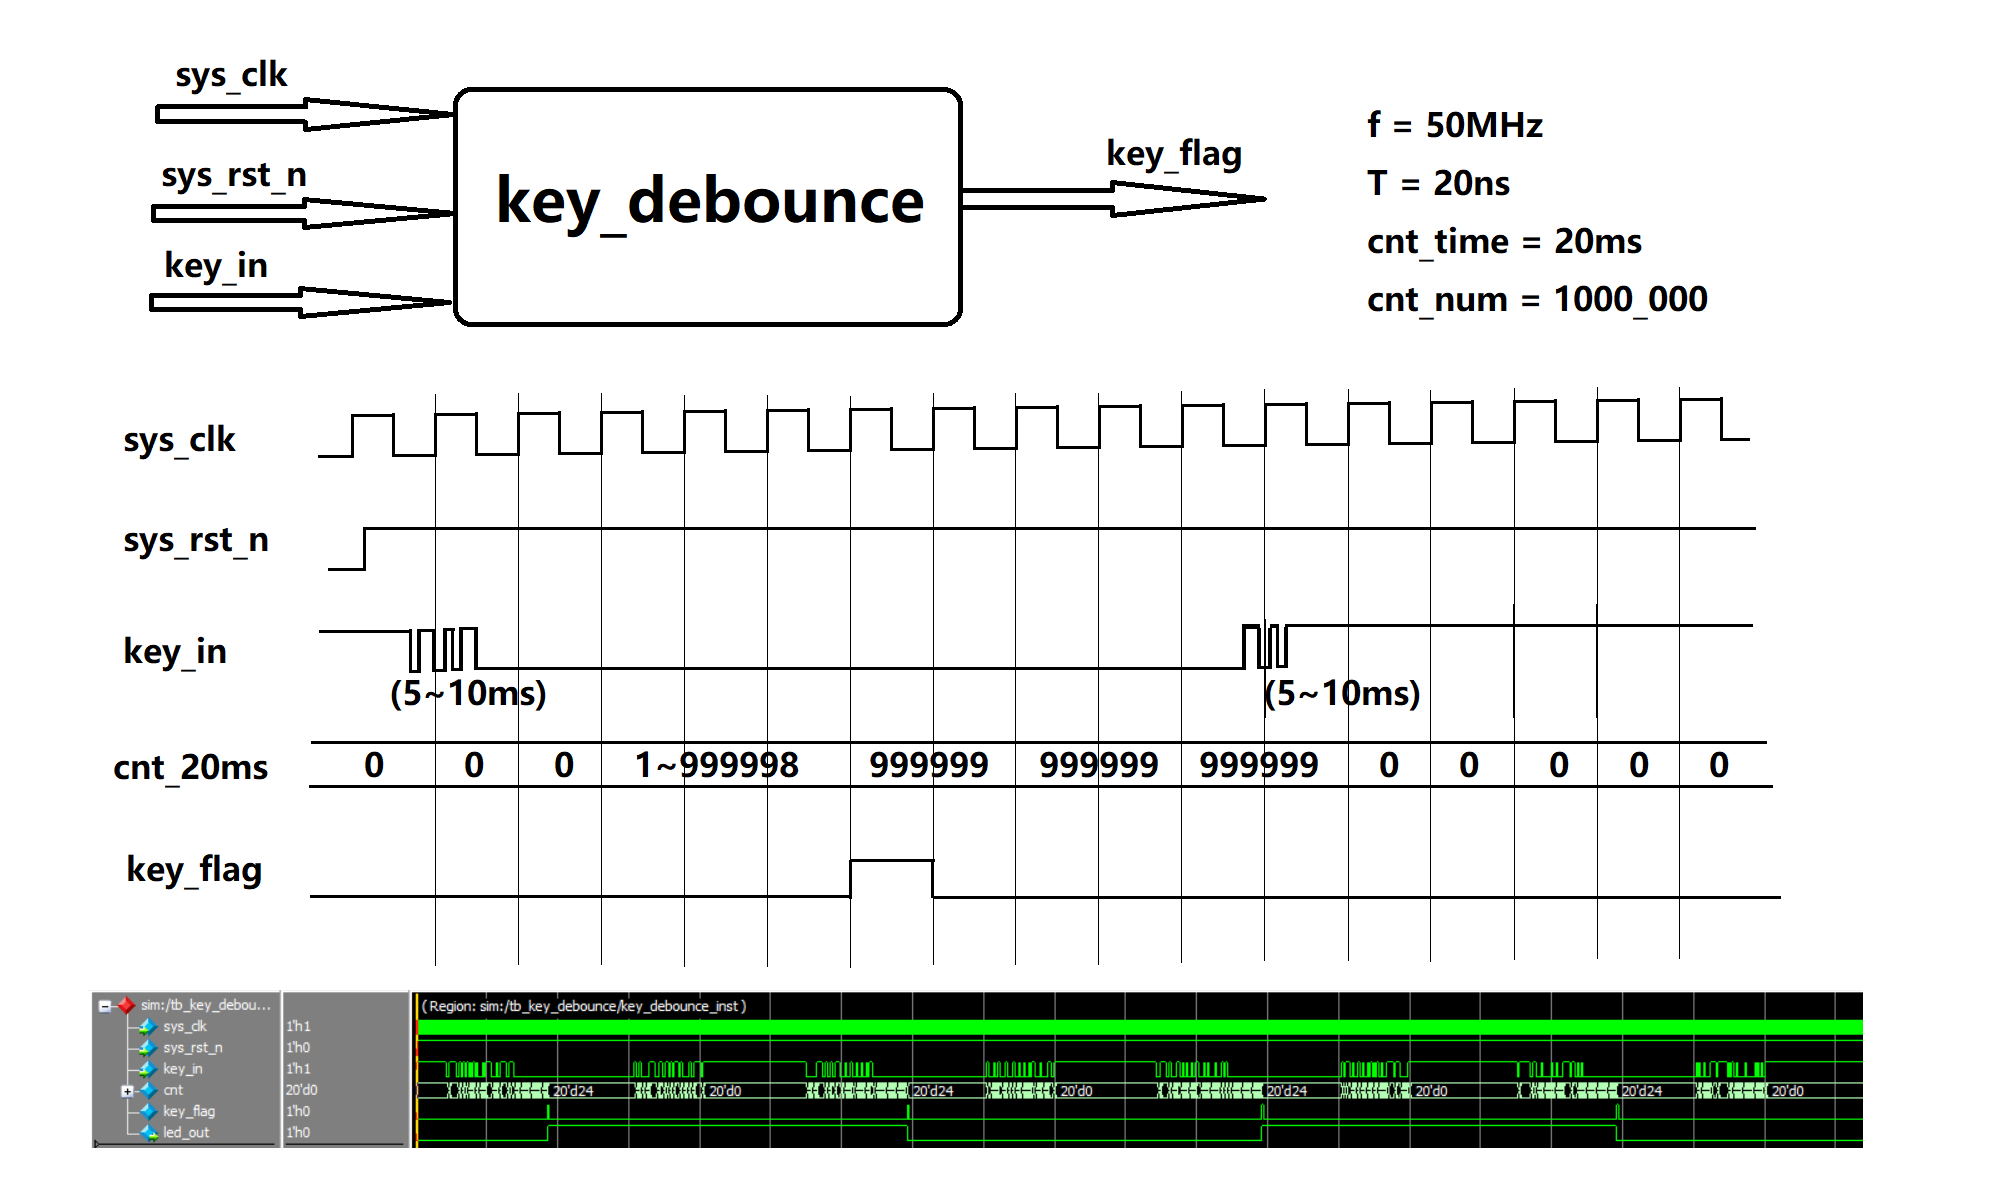 sys_clk
sys_rst_n
key_in
key_debounce
key_flag
f = 50MHz
T = 20ns
cnt_time = 20ms
cnt_num = 1000_000
sys_clk
sys_rst_n
key_in
(5~10ms) (5~10ms)
cnt_20ms 0 0 0 1~999998 999999 999999 999999 0 0 0 0 0
key_flag
sim:/tb_key_debou... (Region: sim:/tb_key_debounce/key_debounce_inst)
sys_clk 1'h1
sys_rst_n 1'h0
key_in 1'h1
cnt 20'd0 20'd24 20'd0 20'd24 20'd0 20'd24 20'd0 20'd24 20'd0
key_flag 1'h0
led_out 1'h0